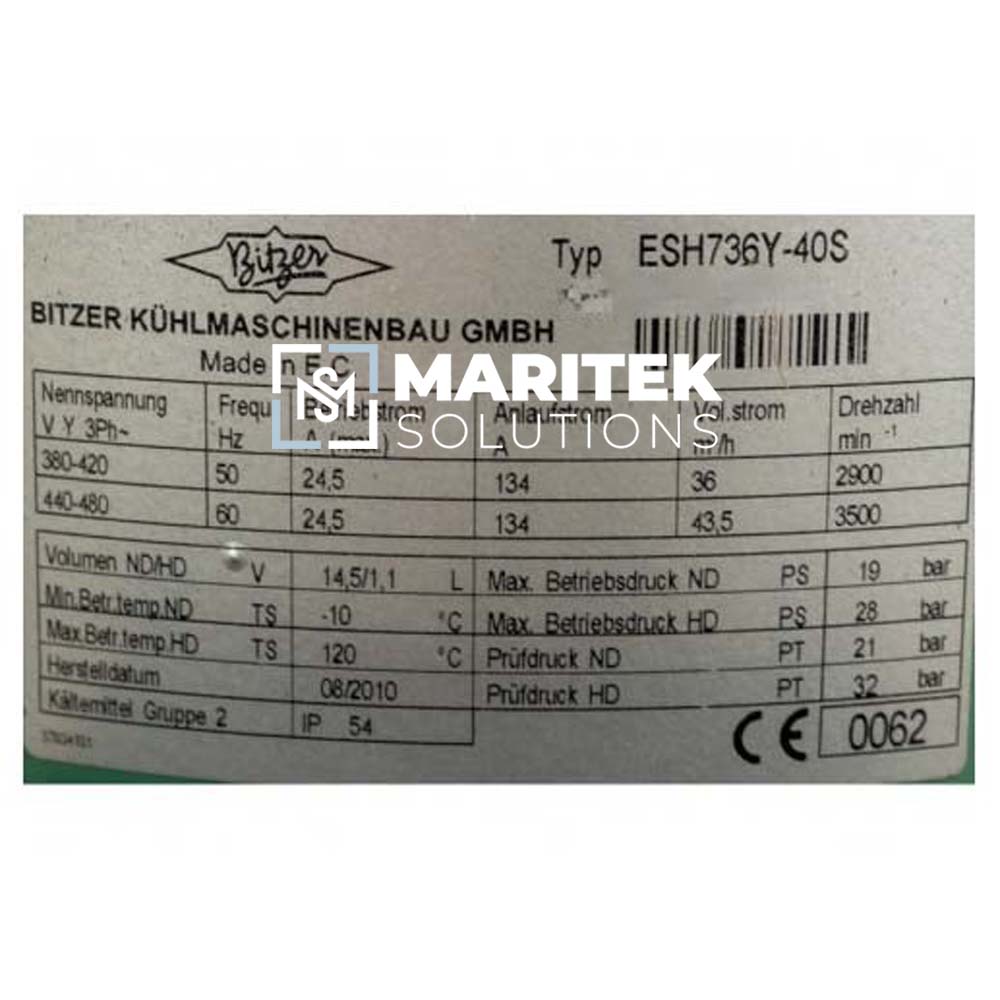 Bitzer
Typ ESH736Y-40S
BITZER KÜHLMASCHINENBAU GMBH
Made in E.C.
MS MARITEK
SOLUTIONS
Nennspannung Frequ Betriebstrom Anlaufstrom Vol.strom Drehzahl
V Y 3Ph~ Hz A (max.) A m³/h min -1
380-420 50 24,5 134 36 2900
440-480 60 24,5 134 43,5 3500
Volumen ND/HD V 14,5/1,1 L Max. Betriebsdruck ND PS 19 bar
Min.Betr.temp.ND TS -10 °C Max. Betriebsdruck HD PS 28 bar
Max.Betr.temp.HD TS 120 °C Prüfdruck ND PT 21 bar
Herstelldatum 08/2010 Prüfdruck HD PT 32 bar
Kältemittel Gruppe 2 IP 54
CE 0062